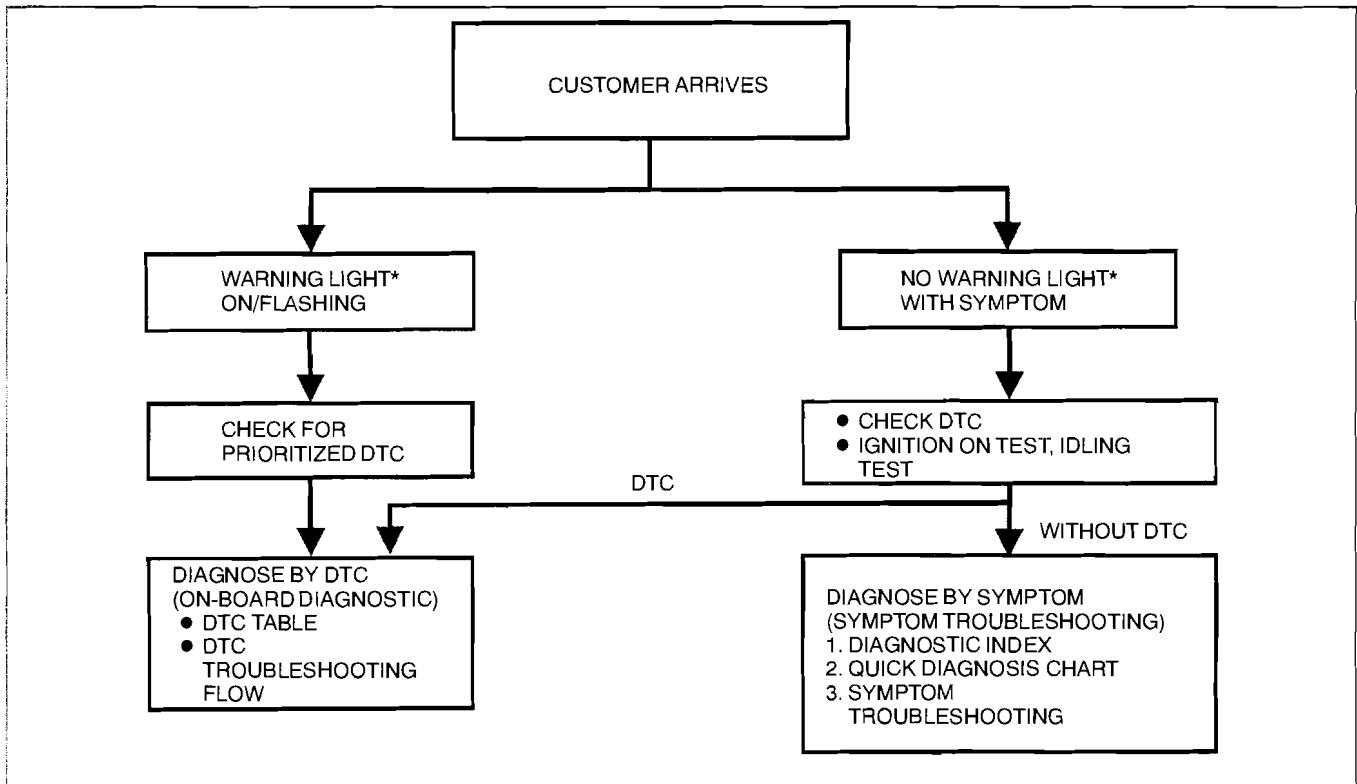 CUSTOMER ARRIVES
WARNING LIGHT*
ON/FLASHING
NO WARNING LIGHT*
WITH SYMPTOM
CHECK FOR
PRIORITIZED DTC
● CHECK DTC
● IGNITION ON TEST, IDLING
TEST
DTC
WITHOUT DTC
DIAGNOSE BY DTC
(ON-BOARD DIAGNOSTIC)
● DTC TABLE
● DTC
TROUBLESHOOTING
FLOW
DIAGNOSE BY SYMPTOM
(SYMPTOM TROUBLESHOOTING)
1. DIAGNOSTIC INDEX
2. QUICK DIAGNOSIS CHART
3. SYMPTOM
TROUBLESHOOTING